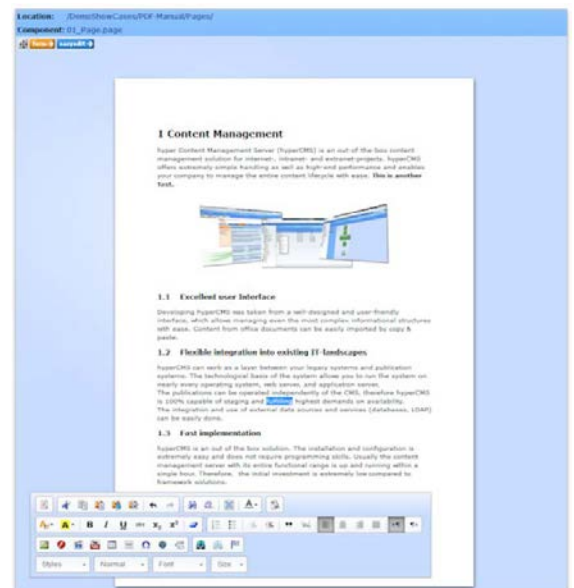 Location: /DemoShowCases/PDF-Manual/Pages/
Component: 01_Page.page
form easyedit
1 Content Management
hyper Content Management Server (hyperCMS) is an out of the box content
management solution for internet-, intranet- and extranet-projects. hyperCMS
offers extremely simple handling as well as high-end performance and enables
your company to manage the entire content lifecycle with ease. This is another
test.
1.1 Excellent user Interface
Developing hyperCMS was taken from a well-designed and user-friendly
interface, which allows managing even the most complex informational structures
with ease. Content from office documents can be easily imported by copy &
paste.
1.2 Flexible integration into existing IT-landscapes
hyperCMS can work as a layer between your legacy systems and publication
systems. The technological basis of the system allows you to run the system on
nearly every operating system, web server, and application server.
The publications can be operated independently of the CMS, therefore hyperCMS
is 100% capable of staging and fulfilling highest demands on availability.
The integration and use of external data sources and services (databases, LDAP)
can be easily done.
1.3 Fast implementation
hyperCMS is an out of the box solution. The installation and configuration is
extremely easy and does not require programming skills. Usually the content
management server with its entire functional range is up and running within a
single hour. Therefore, the initial investment is extremely low compared to
framework solutions.
Styles Normal Font Size